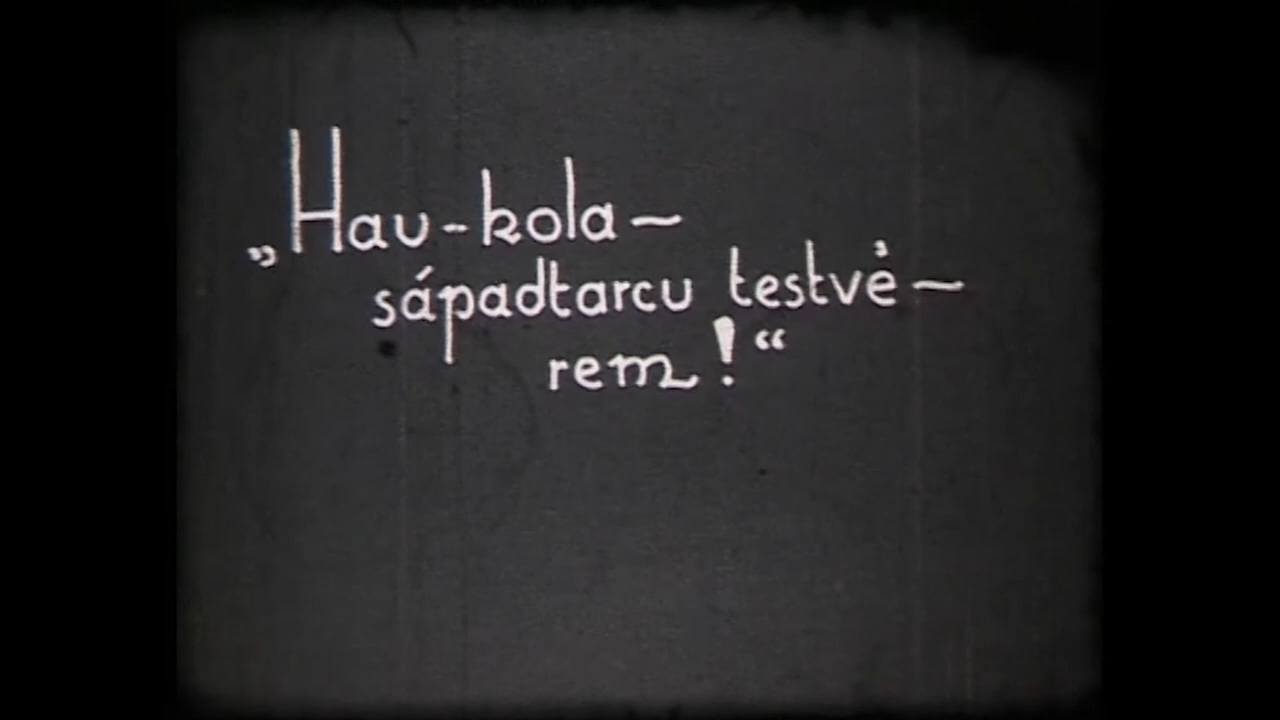 „Hau-kola—
sápadtarcu testvé—
rem!“